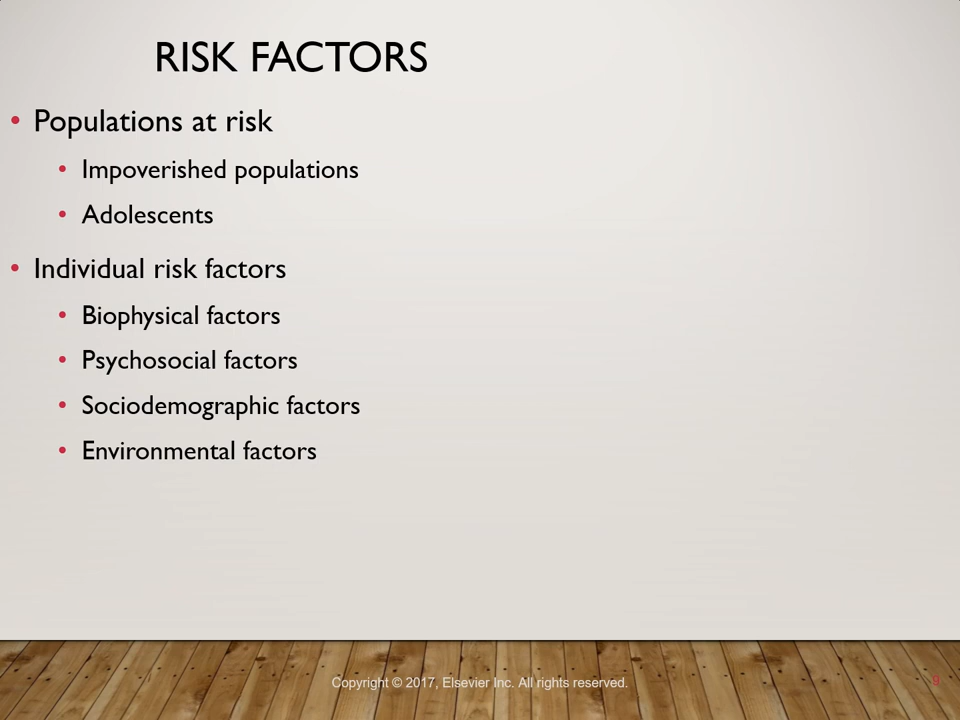 RISK FACTORS
• Populations at risk
• Impoverished populations
• Adolescents
• Individual risk factors
• Biophysical factors
• Psychosocial factors
• Sociodemographic factors
• Environmental factors
Copyright © 2017, Elsevier Inc. All rights reserved.
9